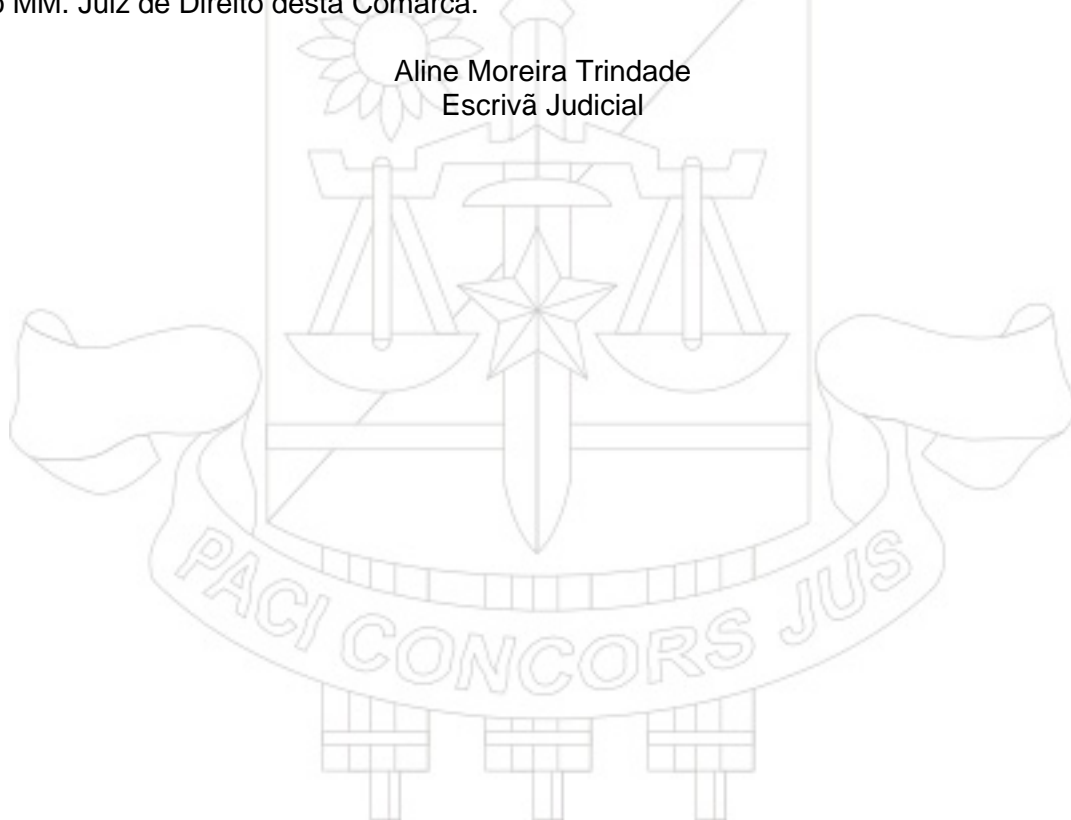 o MM. Juiz de Direito desta Comarca.
Aline Moreira Trindade
Escrivã Judicial
PACI CONCORS JUS